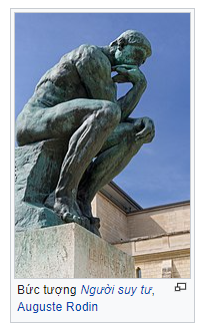 Bức tượng Người suy tư,
Auguste Rodin